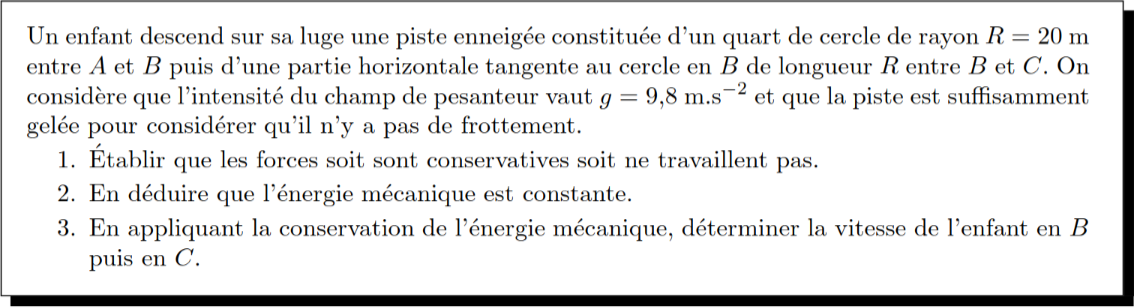 Un enfant descend sur sa luge une piste enneigée constituée d'un quart de cercle de rayon R = 20 m
entre A et B puis d'une partie horizontale tangente au cercle en B de longueur R entre B et C. On
considère que l'intensité du champ de pesanteur vaut g = 9,8 m.s⁻² et que la piste est suffisamment
gelée pour considérer qu'il n'y a pas de frottement.
1. Établir que les forces soit sont conservatives soit ne travaillent pas.
2. En déduire que l'énergie mécanique est constante.
3. En appliquant la conservation de l'énergie mécanique, déterminer la vitesse de l'enfant en B
puis en C.